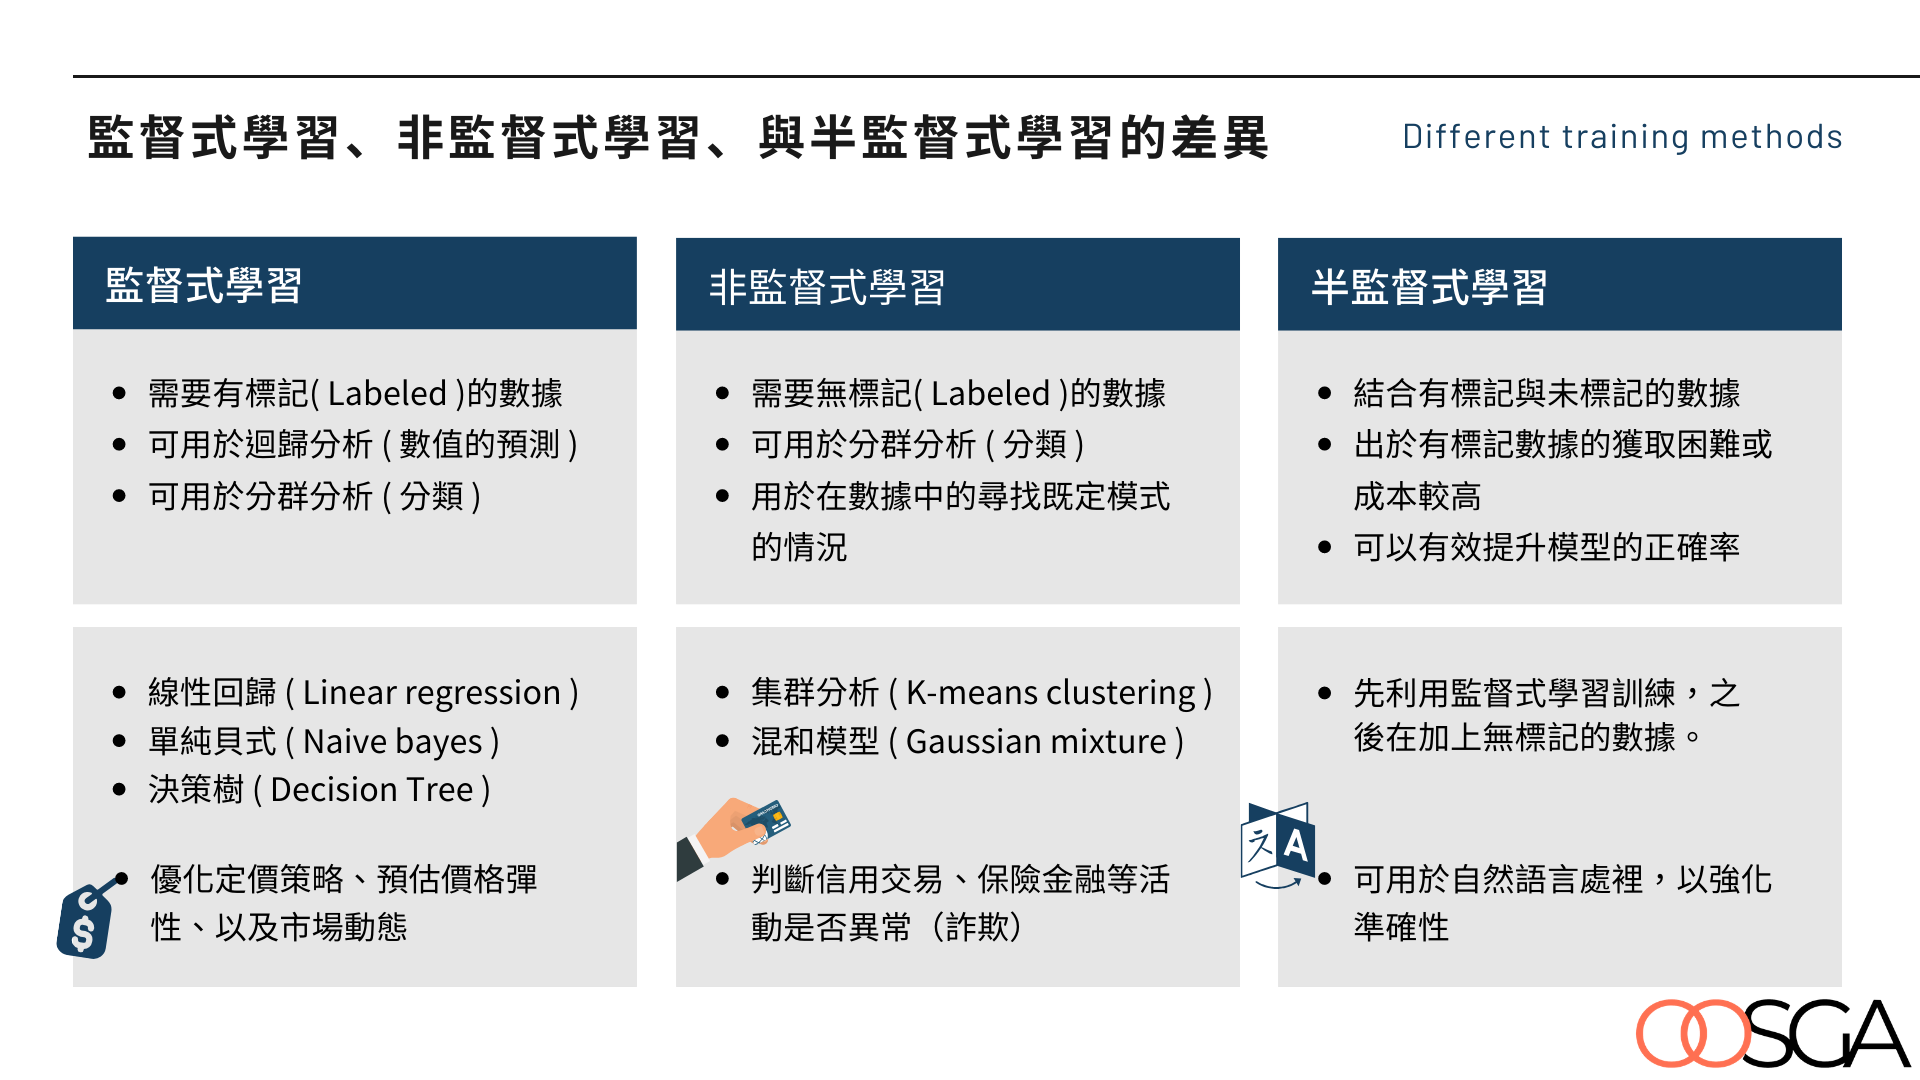 監督式學習、非監督式學習、與半監督式學習的差異
Different training methods
監督式學習
需要有標記( Labeled )的數據
可用於迴歸分析 ( 數值的預測 )
可用於分群分析 ( 分類 )
線性回歸 ( Linear regression )
單純貝式 ( Naive bayes )
決策樹 ( Decision Tree )
優化定價策略、預估價格彈
性、以及市場動態
非監督式學習
需要無標記( Labeled )的數據
可用於分群分析 ( 分類 )
用於在數據中的尋找既定模式
的情況
集群分析 ( K-means clustering )
混和模型 ( Gaussian mixture )
判斷信用交易、保險金融等活
動是否異常（詐欺）
半監督式學習
結合有標記與未標記的數據
出於有標記數據的獲取困難或
成本較高
可以有效提升模型的正確率
先利用監督式學習訓練，之
後在加上無標記的數據。
可用於自然語言處裡，以強化
準確性
$
A
OOSGA